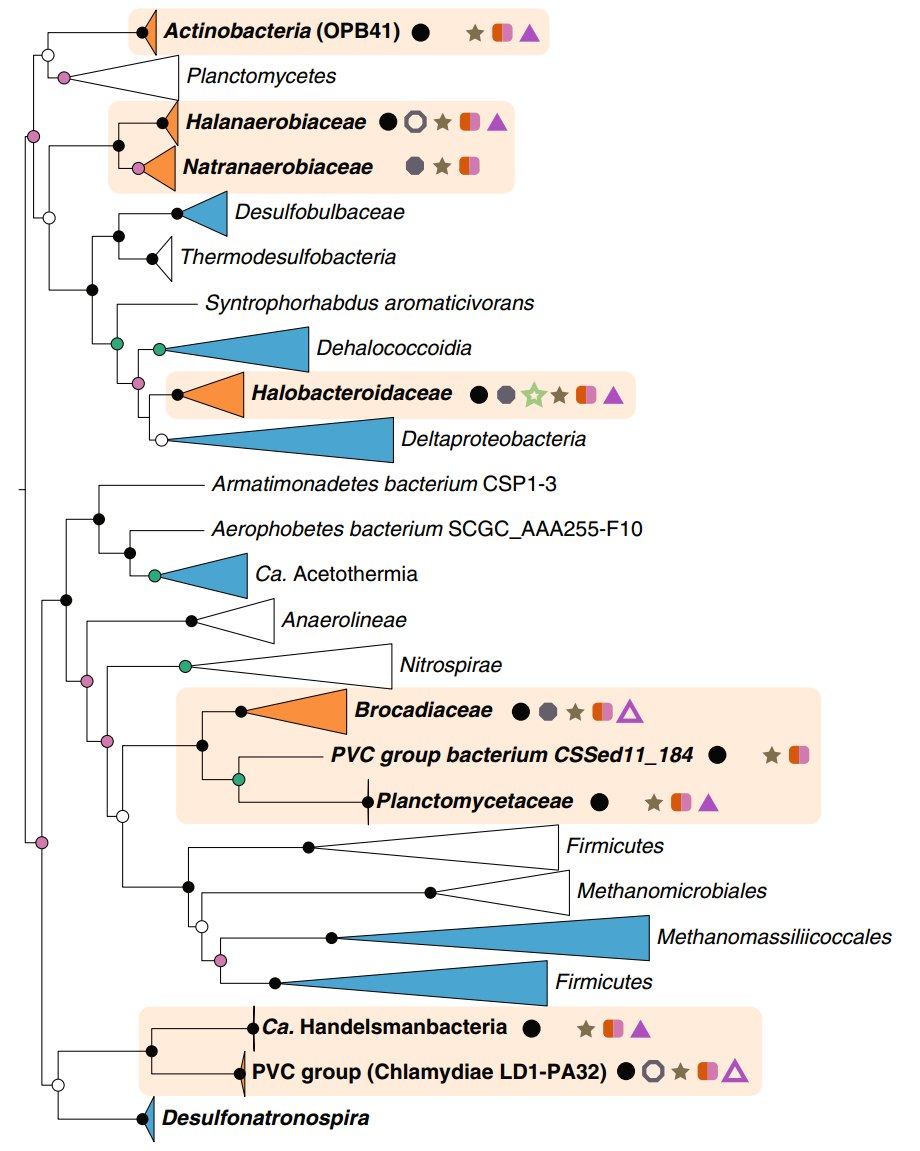 Actinobacteria (OPB41)
Planctomycetes
Halanaerobiaceae
Natranaerobiaceae
Desulfobulbaceae
Thermodesulfobacteria
Syntrophorhabdus aromaticivorans
Dehalococcoidia
Halobacteroidaceae
Deltaproteobacteria
Armatimonadetes bacterium CSP1-3
Aerophobetes bacterium SCGC_AAA255-F10
Ca. Acetothermia
Anaerolineae
Nitrospirae
Brocadiaceae
PVC group bacterium CSSed11_184
Planctomycetaceae
Firmicutes
Methanomicrobiales
Methanomassiliicoccales
Firmicutes
Ca. Handelsmanbacteria
PVC group (Chlamydiae LD1-PA32)
Desulfonatronospira